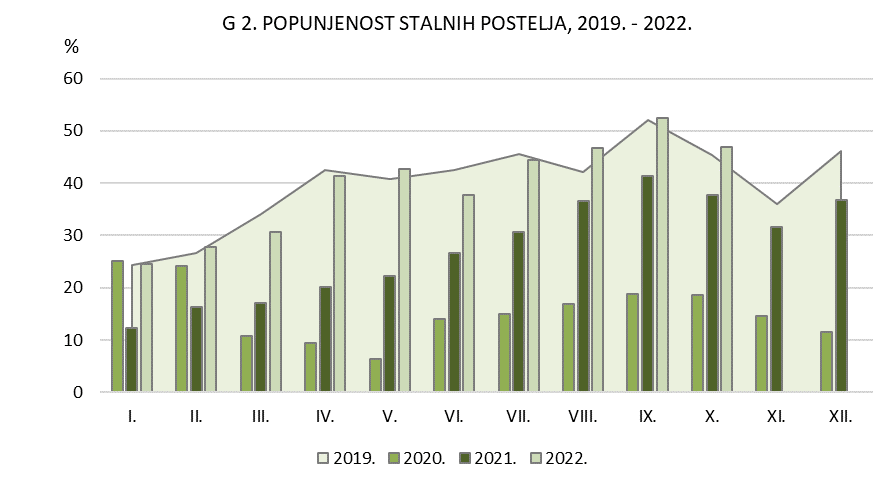 G 2. POPUNJENOST STALNIH POSTELJA, 2019. - 2022.
%
60
50
40
30
20
10
0
I. II. III. IV. V. VI. VII. VIII. IX. X. XI. XII.
2019. 2020. 2021. 2022.